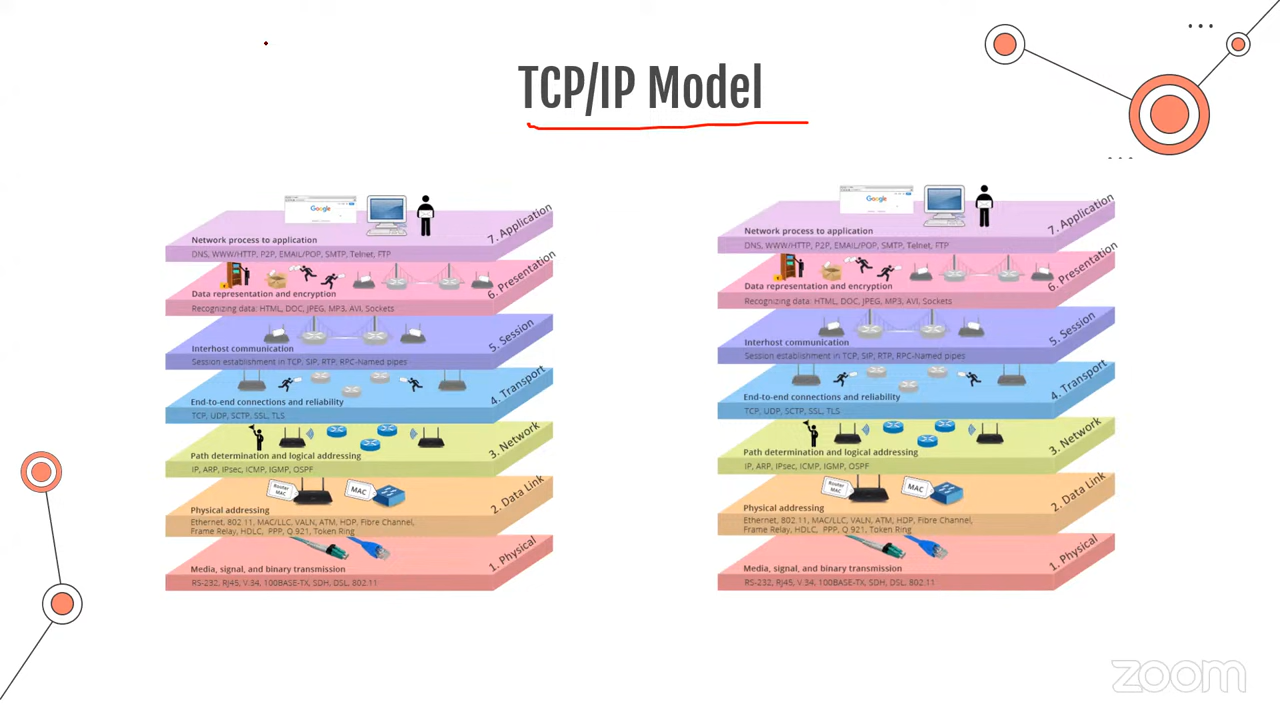 TCP/IP Model
Google
7. Application
Network process to application
DNS, WWW/HTTP, P2P, EMAIL/POP, SMTP, Telnet, FTP
6. Presentation
Data representation and encryption
Recognizing data: HTML, DOC, JPEG, MP3, AVI, Sockets
5. Session
Interhost communication
Session establishment in TCP, SIP, RTP, RPC-Named pipes
4. Transport
End-to-end connections and reliability
TCP, UDP, SCTP, SSL, TLS
3. Network
Path determination and logical addressing
IP, ARP, IPsec, ICMP, IGMP, OSPF
Router
MAC
MAC
2. Data Link
Physical addressing
Ethernet, 802.11, MAC/LLC, VALN, ATM, HDP, Fibre Channel,
Frame Relay, HDLC, PPP, Q.921, Token Ring
1. Physical
Media, signal, and binary transmission
RS-232, RJ45, V.34, 100BASE-TX, SDH, DSL, 802.11
Google
7. Application
Network process to application
DNS, WWW/HTTP, P2P, EMAIL/POP, SMTP, Telnet, FTP
6. Presentation
Data representation and encryption
Recognizing data: HTML, DOC, JPEG, MP3, AVI, Sockets
5. Session
Interhost communication
Session establishment in TCP, SIP, RTP, RPC-Named pipes
4. Transport
End-to-end connections and reliability
TCP, UDP, SCTP, SSL, TLS
3. Network
Path determination and logical addressing
IP, ARP, IPsec, ICMP, IGMP, OSPF
Router
MAC
MAC
2. Data Link
Physical addressing
Ethernet, 802.11, MAC/LLC, VALN, ATM, HDP, Fibre Channel,
Frame Relay, HDLC, PPP, Q.921, Token Ring
1. Physical
Media, signal, and binary transmission
RS-232, RJ45, V.34, 100BASE-TX, SDH, DSL, 802.11
zoom